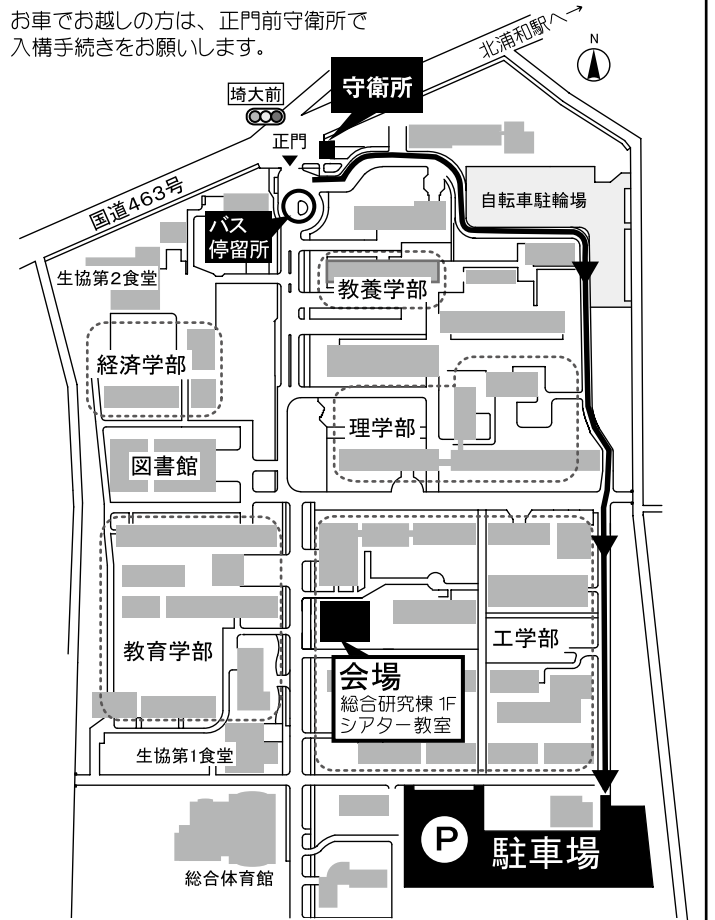 お車でお越しの方は、正門前守衛所で
入構手続きをお願いします。
北浦和駅へ→
N
埼大前
守衛所
正門
国道463号
バス
停留所
自転車駐輪場
生協第2食堂
教養学部
経済学部
理学部
図書館
教育学部
工学部
会場
総合研究棟 1F
シアター教室
生協第1食堂
P
駐車場
総合体育館